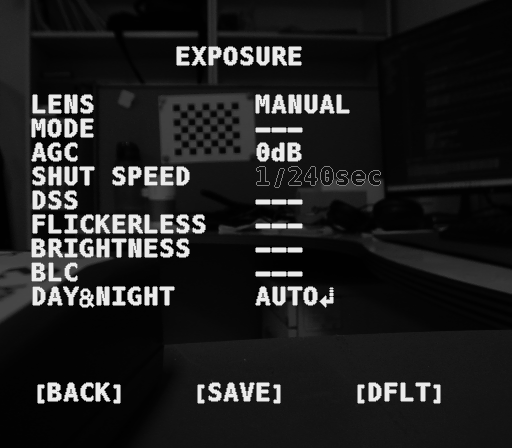 EXPOSURE
LENS MANUAL
MODE ---
AGC 0dB
SHUT SPEED 1/240sec
DSS ---
FLICKERLESS ---
BRIGHTNESS ---
BLC ---
DAY&NIGHT AUTO↲
[BACK] [SAVE] [DFLT]